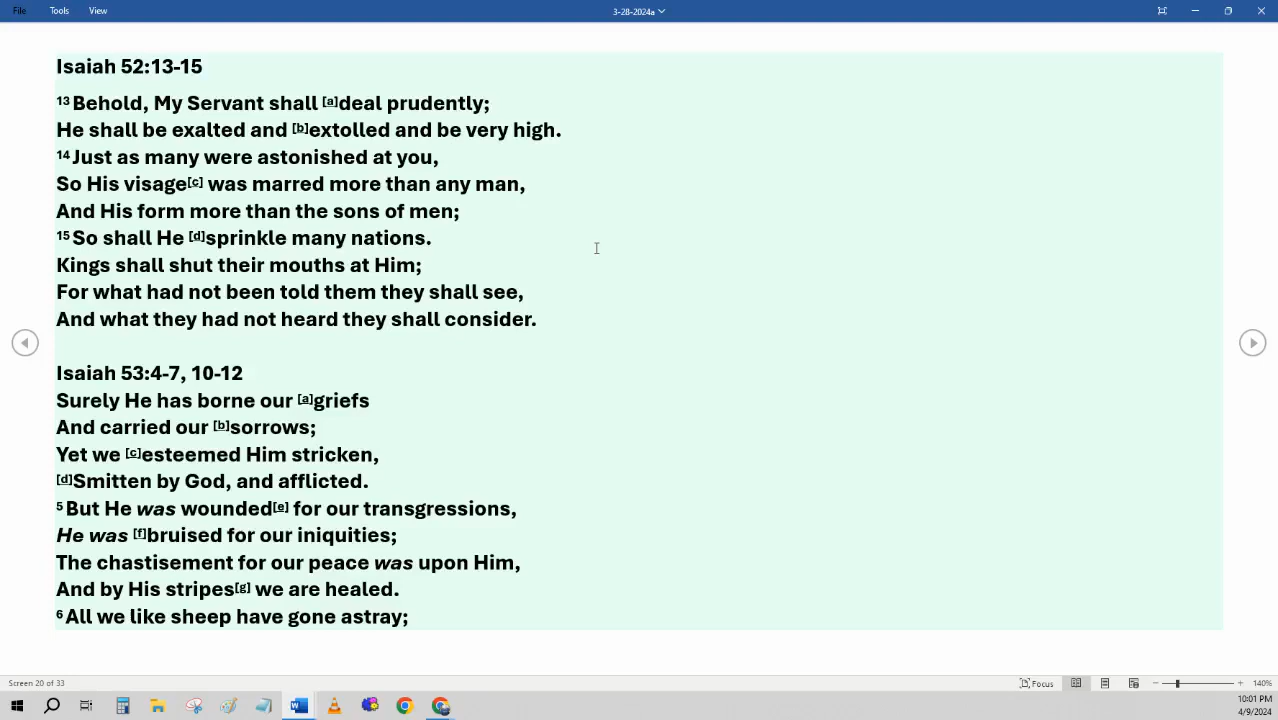 File Tools View 3-28-2024a
Isaiah 52:13-15
13 Behold, My Servant shall [a]deal prudently;
He shall be exalted and [b]extolled and be very high.
14 Just as many were astonished at you,
So His visage[c] was marred more than any man,
And His form more than the sons of men;
15 So shall He [d]sprinkle many nations.
Kings shall shut their mouths at Him;
For what had not been told them they shall see,
And what they had not heard they shall consider.
Isaiah 53:4-7, 10-12
Surely He has borne our [a]griefs
And carried our [b]sorrows;
Yet we [c]esteemed Him stricken,
[d]Smitten by God, and afflicted.
5 But He was wounded[e] for our transgressions,
He was [f]bruised for our iniquities;
The chastisement for our peace was upon Him,
And by His stripes[g] we are healed.
6 All we like sheep have gone astray;
Screen 20 of 33 Focus 140%
10:01 PM
4/9/2024